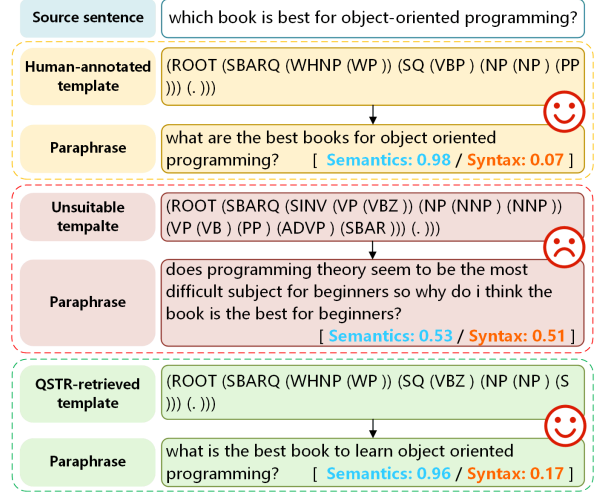 Source sentence
which book is best for object-oriented programming?
Human-annotated
template
(ROOT (SBARQ (WHNP (WP )) (SQ (VBP ) (NP (NP ) (PP
))) (. )))
Paraphrase
what are the best books for object oriented
programming? [ Semantics: 0.98 / Syntax: 0.07 ]
Unsuitable
tempalte
(ROOT (SBARQ (SINV (VP (VBZ )) (NP (NNP ) (NNP ))
(VP (VB ) (PP ) (ADVP ) (SBAR ))) (. )))
Paraphrase
does programming theory seem to be the most
difficult subject for beginners so why do i think the
book is the best for beginners?
[ Semantics: 0.53 / Syntax: 0.51 ]
QSTR-retrieved
template
(ROOT (SBARQ (WHNP (WP )) (SQ (VBZ ) (NP (NP ) (S
))) (. )))
Paraphrase
what is the best book to learn object oriented
programming? [ Semantics: 0.96 / Syntax: 0.17 ]